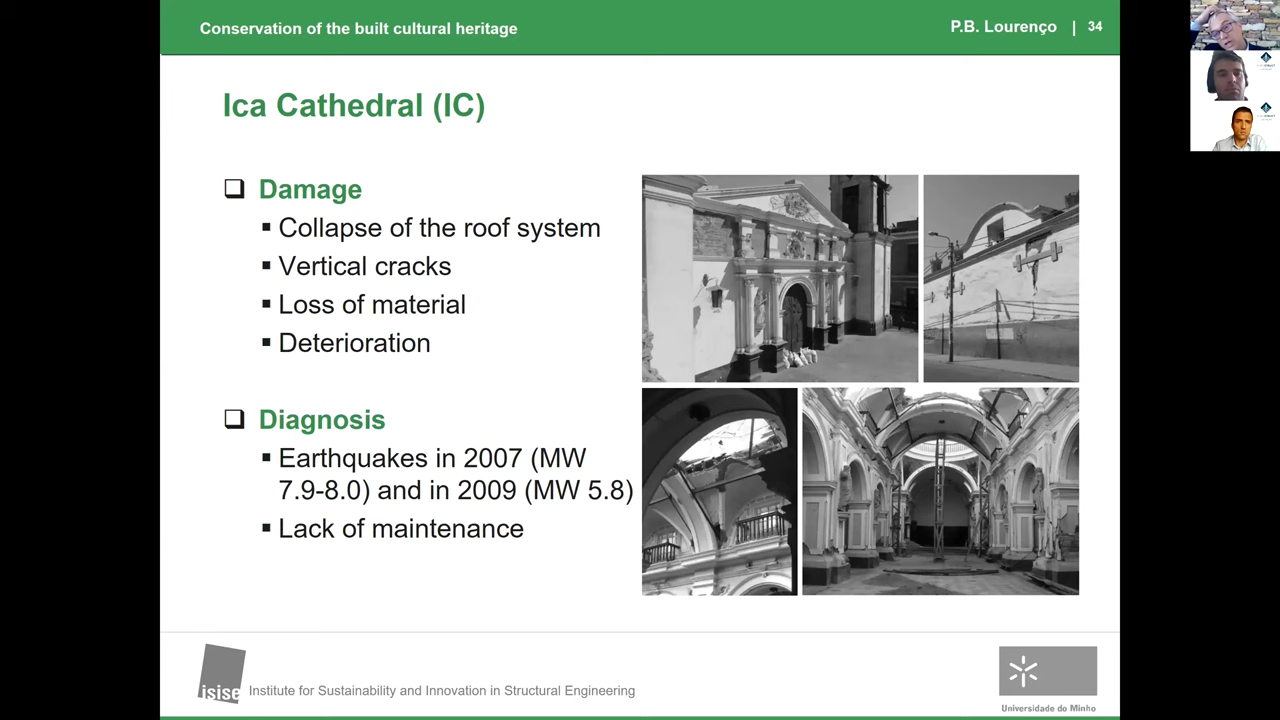 Conservation of the built cultural heritage
P.B. Lourenço | 34
Ica Cathedral (IC)
Damage
Collapse of the roof system
Vertical cracks
Loss of material
Deterioration
Diagnosis
Earthquakes in 2007 (MW
7.9-8.0) and in 2009 (MW 5.8)
Lack of maintenance
isise
Institute for Sustainability and Innovation in Structural Engineering
Universidade do Minho